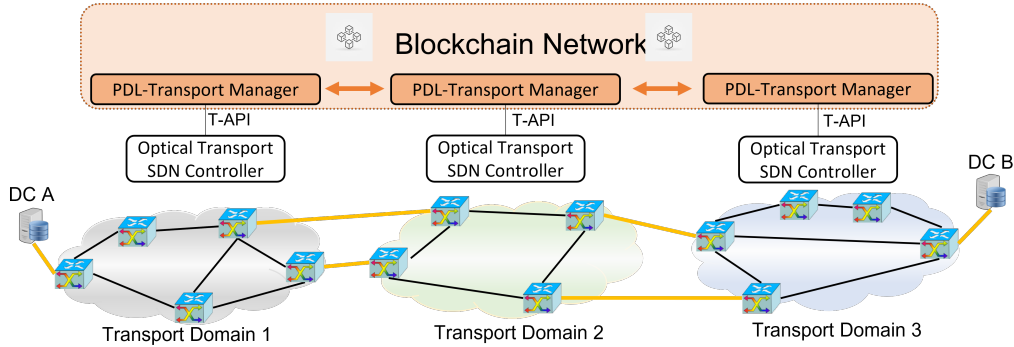 Blockchain Network
PDL-Transport Manager
PDL-Transport Manager
PDL-Transport Manager
T-API
T-API
T-API
Optical Transport
SDN Controller
Optical Transport
SDN Controller
Optical Transport
SDN Controller
DC A
DC B
Transport Domain 1
Transport Domain 2
Transport Domain 3